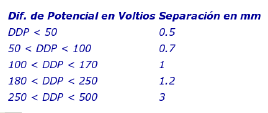 Dif. de Potencial en Voltios Separación en mm
DDP < 50 0.5
50 < DDP < 100 0.7
100 < DDP < 170 1
180 < DDP < 250 1.2
250 < DDP < 500 3